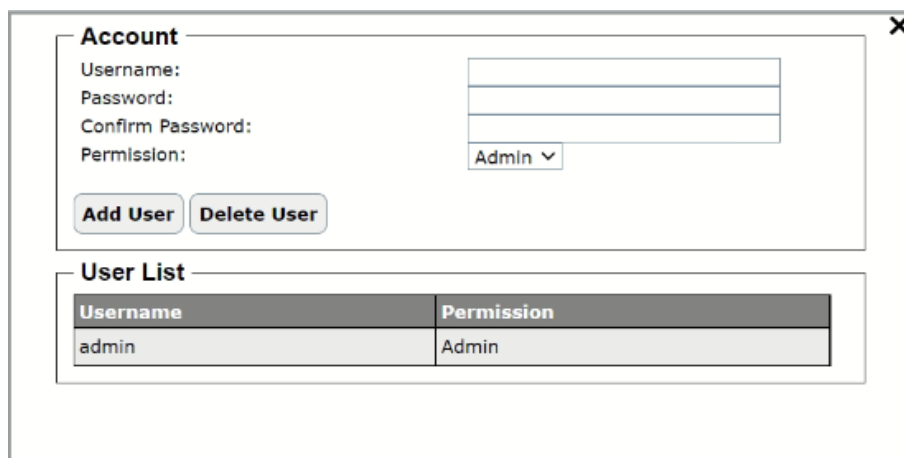 Account
Username:
Password:
Confirm Password:
Permission: Admin
Add User Delete User
User List
Username Permission
admin Admin